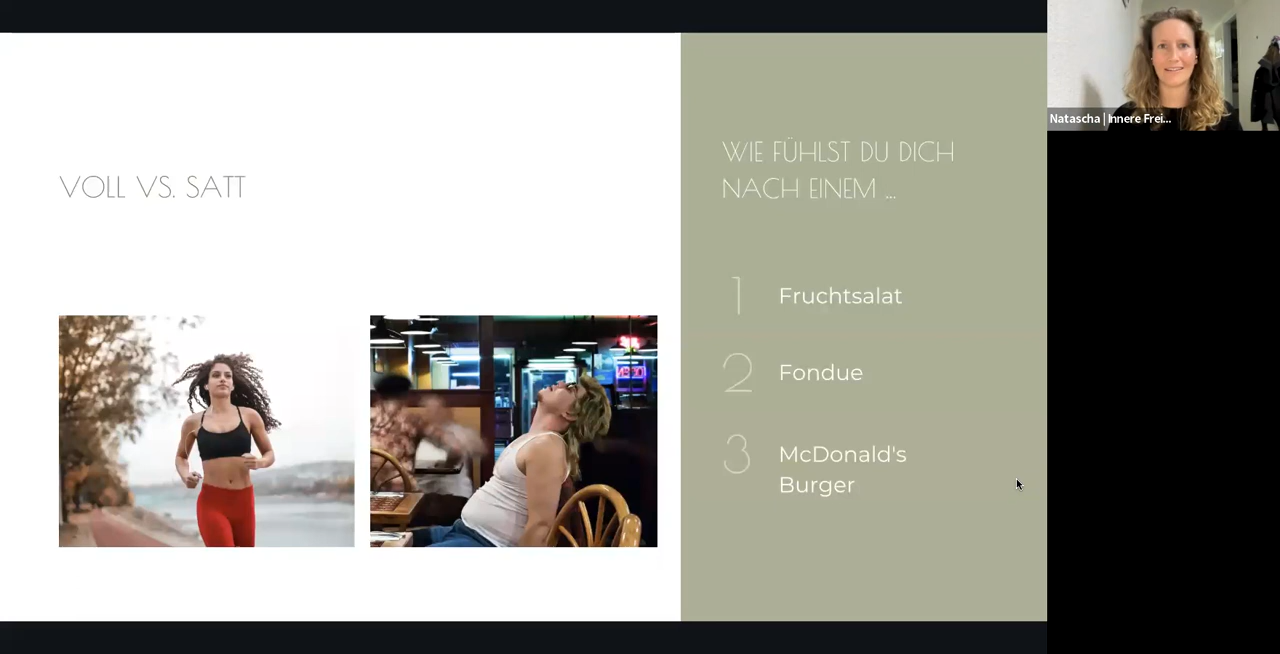 VOLL VS. SATT
WIE FÜHLST DU DICH
NACH EINEM ...
1 Fruchtsalat
2 Fondue
3 McDonald's
Burger
Natascha | Innere Frei...